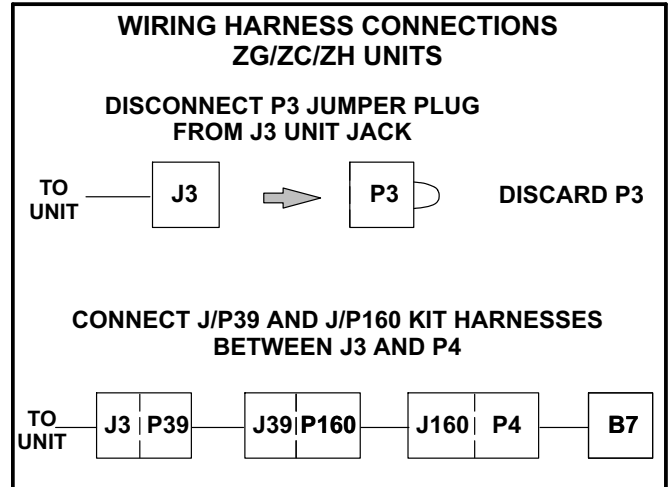 WIRING HARNESS CONNECTIONS
ZG/ZC/ZH UNITS
DISCONNECT P3 JUMPER PLUG
FROM J3 UNIT JACK
TO
UNIT
J3
P3
DISCARD P3
CONNECT J/P39 AND J/P160 KIT HARNESSES
BETWEEN J3 AND P4
TO
UNIT
J3 P39 J39 P160 J160 P4 B7